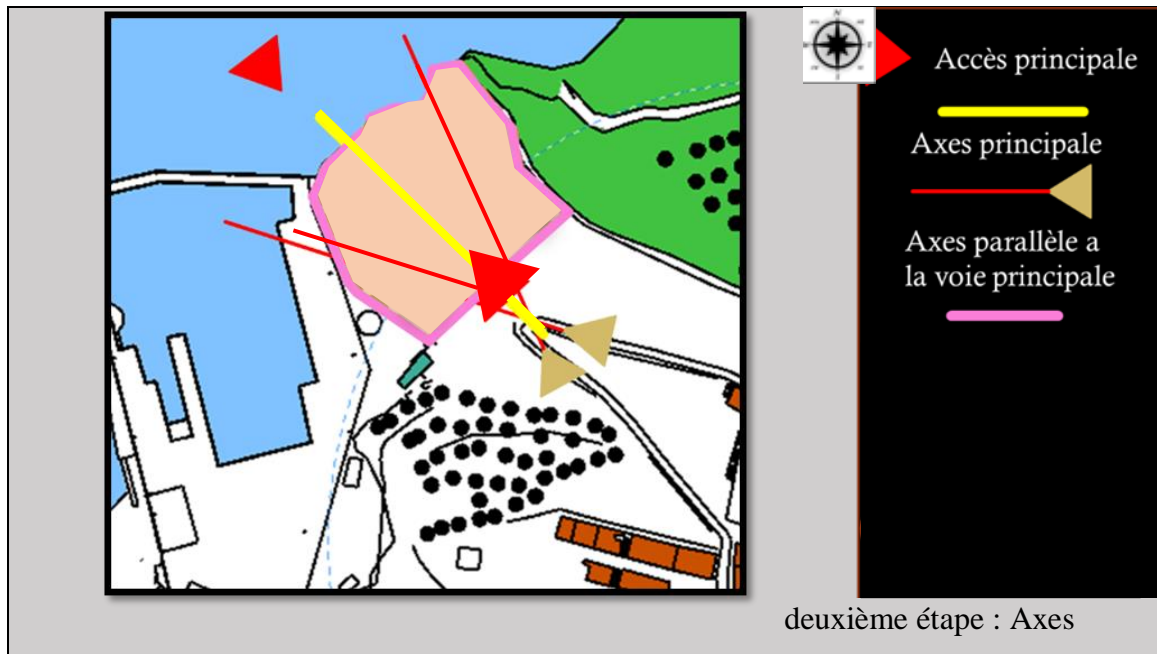 N
Accès principale
Axes principale
Axes parallèle a
la voie principale
deuxième étape : Axes